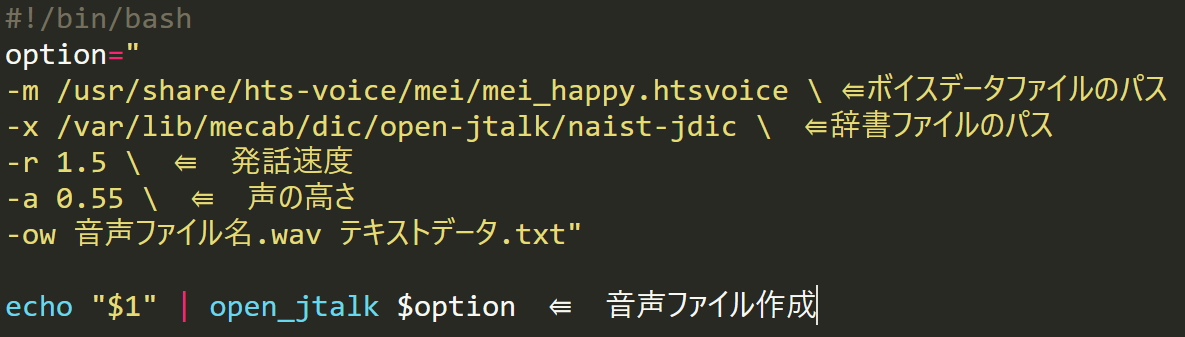 #!/bin/bash
option="
-m /usr/share/hts-voice/mei/mei_happy.htsvoice \ ⇚ボイスデータファイルのパス
-x /var/lib/mecab/dic/open-jtalk/naist-jdic \ ⇚辞書ファイルのパス
-r 1.5 \ ⇚ 発話速度
-a 0.55 \ ⇚ 声の高さ
-ow 音声ファイル名.wav テキストデータ.txt"
echo "$1" | open_jtalk $option ⇚ 音声ファイル作成